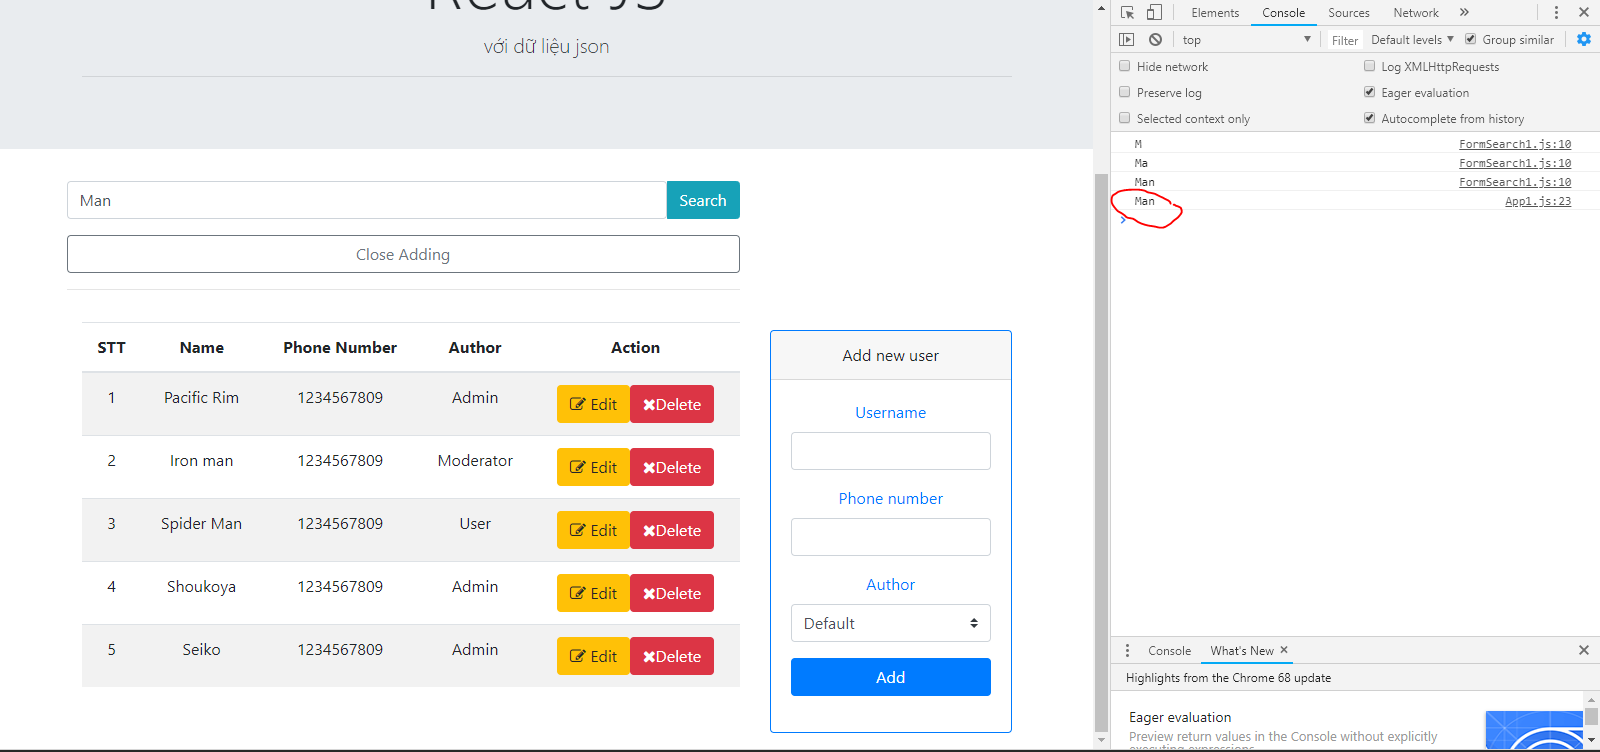 React JS
với dữ liệu json
Man
Search
Close Adding
STT Name Phone Number Author Action
1 Pacific Rim 1234567809 Admin Edit Delete
2 Iron man 1234567809 Moderator Edit Delete
3 Spider Man 1234567809 User Edit Delete
4 Shoukoya 1234567809 Admin Edit Delete
5 Seiko 1234567809 Admin Edit Delete
Add new user
Username
Phone number
Author
Default
Add
Elements Console Sources Network »
top Filter Default levels Group similar
Hide network Log XMLHttpRequests
Preserve log Eager evaluation
Selected context only Autocomplete from history
M FormSearch1.js:10
Ma FormSearch1.js:10
Man FormSearch1.js:10
Man App1.js:23
Console What's New
Highlights from the Chrome 68 update
Eager evaluation
Preview return values in the Console without explicitly
executing expressions